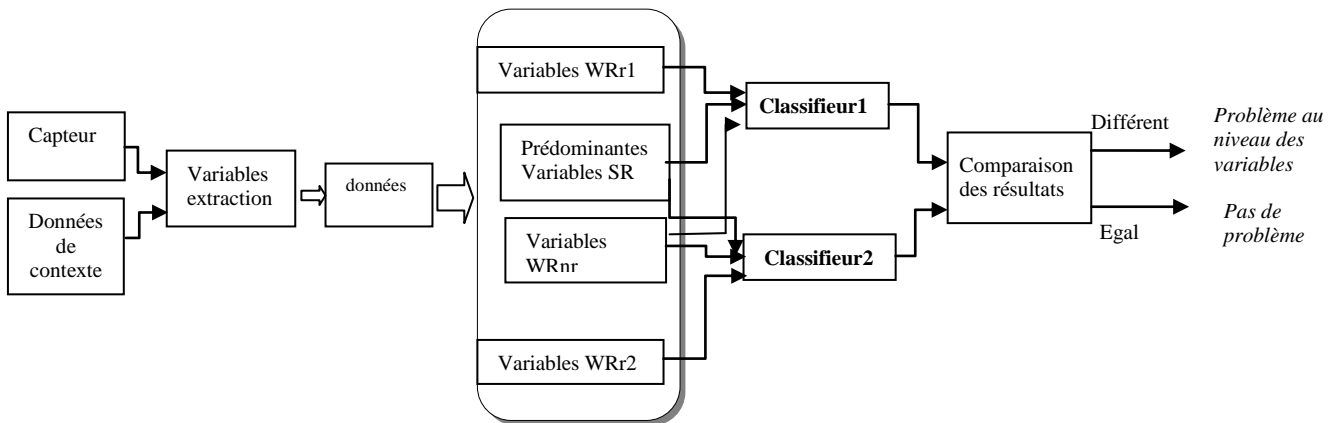 Capteur
Données
de
contexte
Variables
extraction
données
Variables WRr1
Prédominantes
Variables SR
Variables
WRnr
Variables WRr2
Classifieur1
Classifieur2
Comparaison
des résultats
Différent
Egal
Problème au
niveau des
variables
Pas de
problème